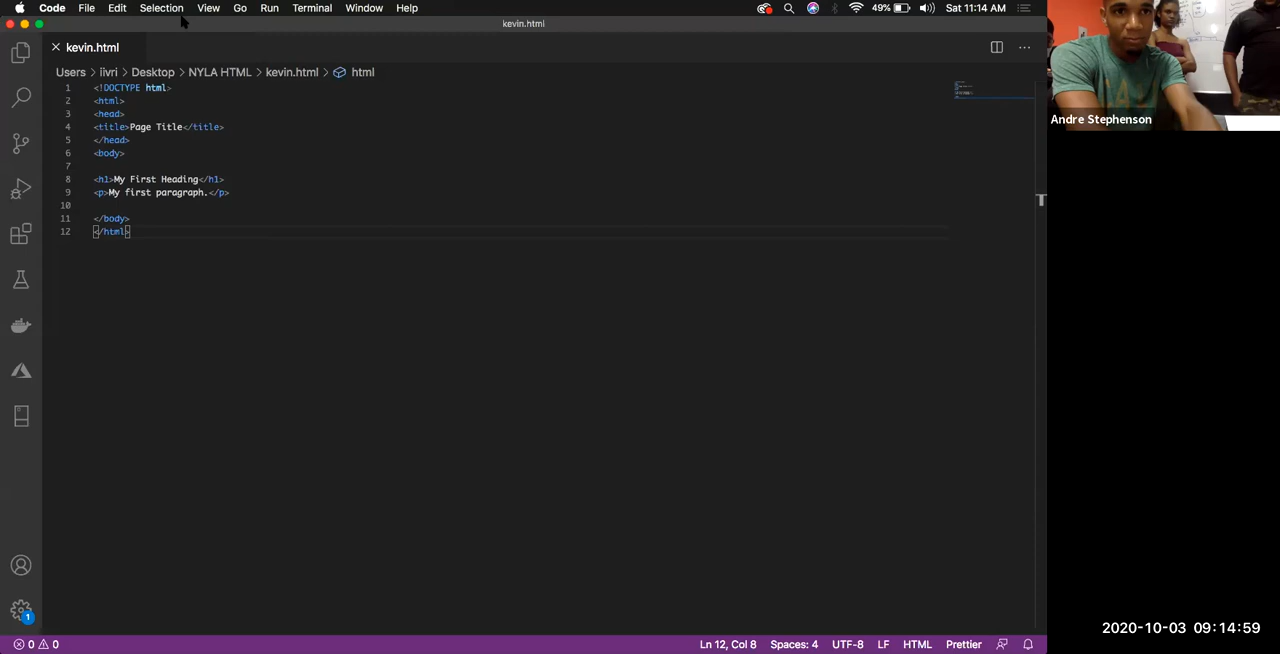 Code File Edit Selection View Go Run Terminal Window Help 49% Sat 11:14 AM
kevin.html
kevin.html
Users > iivri > Desktop > NYLA HTML > kevin.html > html
1 <!DOCTYPE html>
2 <html>
3 <head>
4 <title>Page Title</title>
5 </head>
6 <body>
7
8 <h1>My First Heading</h1>
9 <p>My first paragraph.</p>
10
11 </body>
12 </html>
1
0 0 Ln 12, Col 8 Spaces: 4 UTF-8 LF HTML Prettier
Andre Stephenson
T
2020-10-03 09:14:59